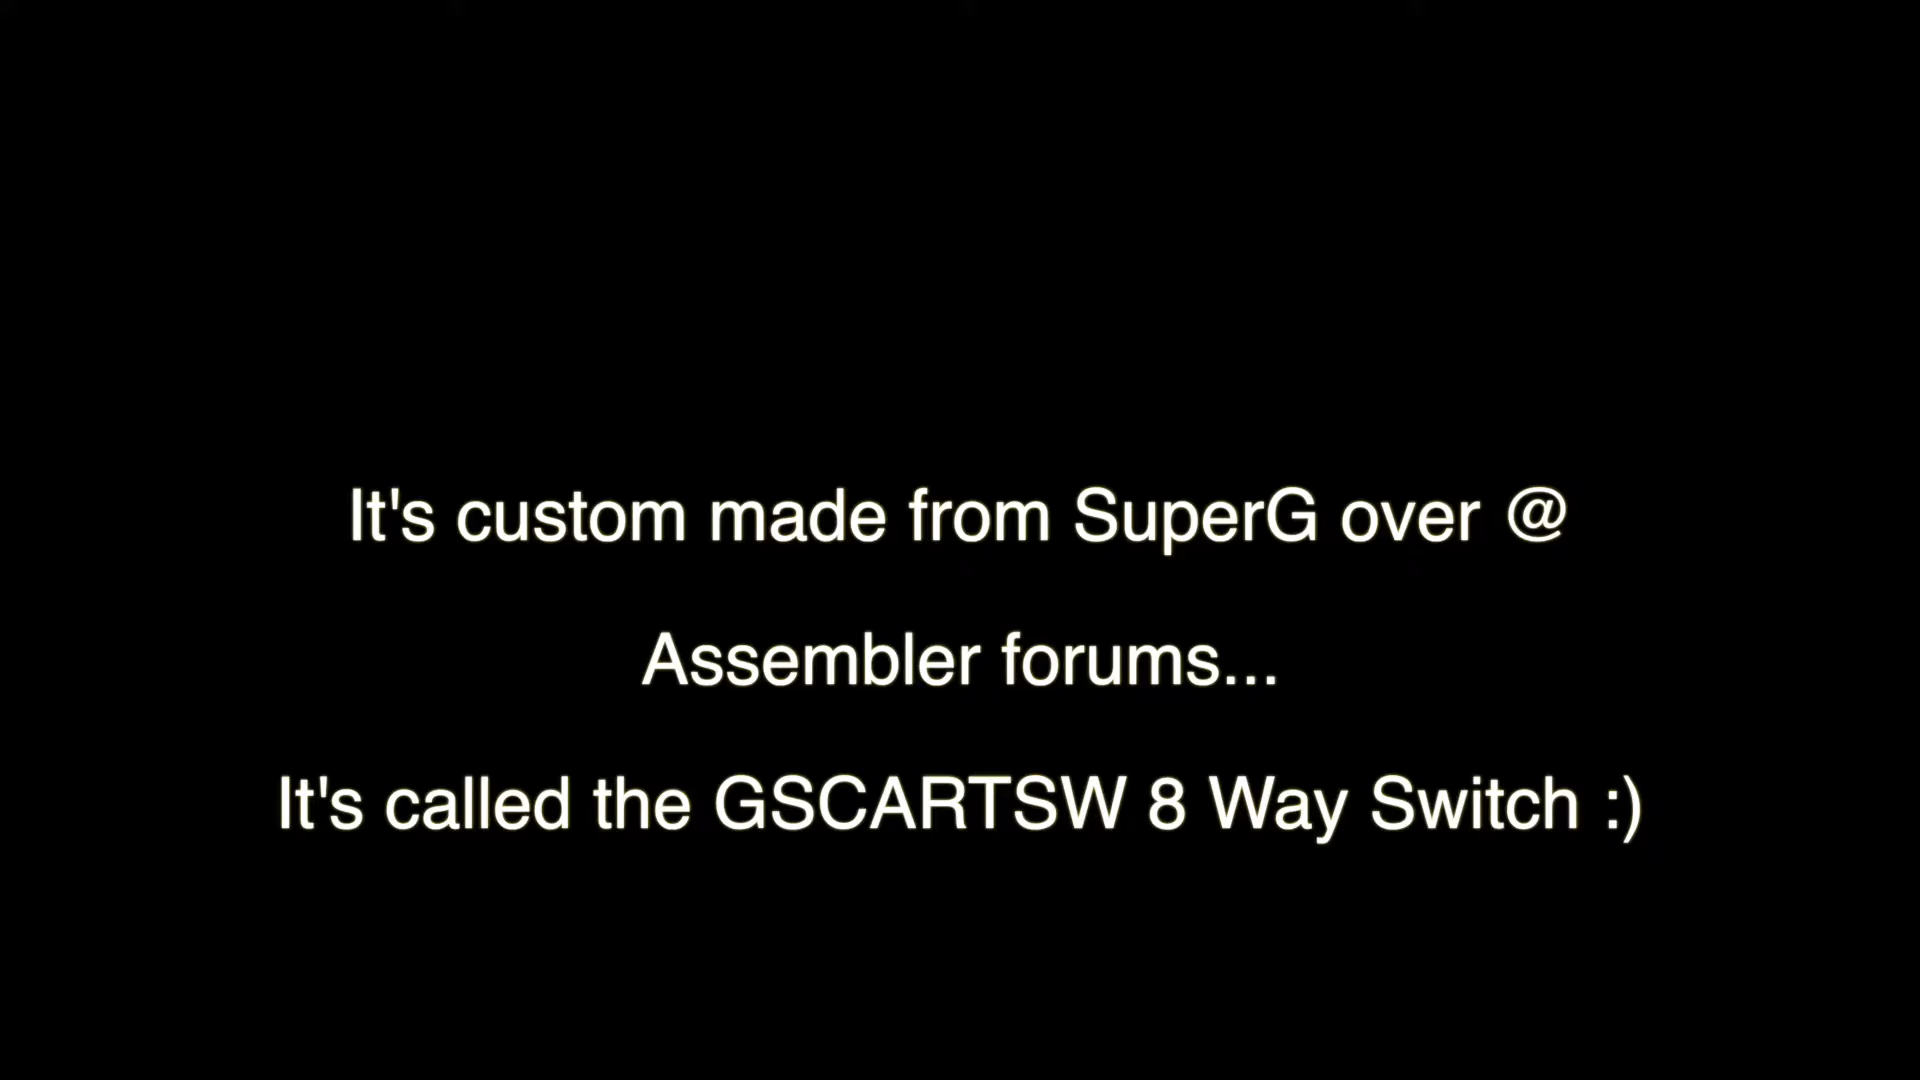 It's custom made from SuperG over @
Assembler forums...
It's called the GSCARTSW 8 Way Switch :)